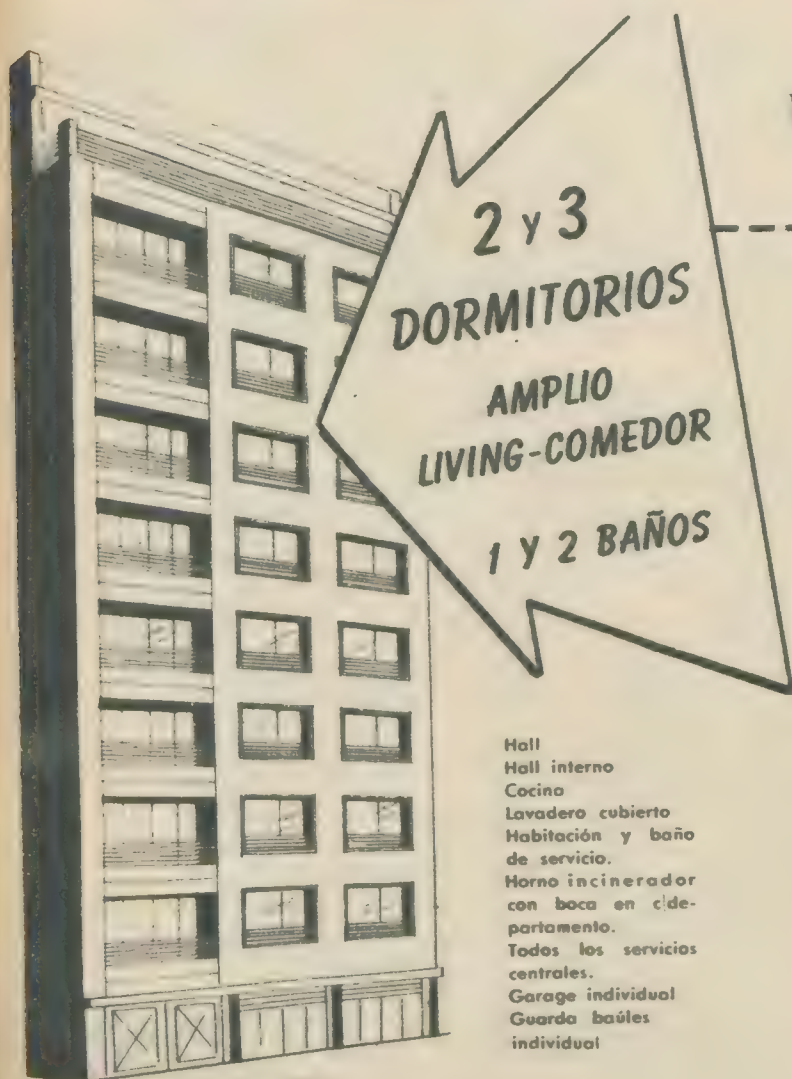 2 y 3
DORMITORIOS
AMPLIO
LIVING-COMEDOR
1 Y 2 BAÑOS
Hall
Hall interno
Cocina
Lavadero cubierto
Habitación y baño
de servicio.
Horno incinerador
con boca en c/de-
partamento.
Todos los servicios
centrales.
Garage individual
Guarda baúles
individual